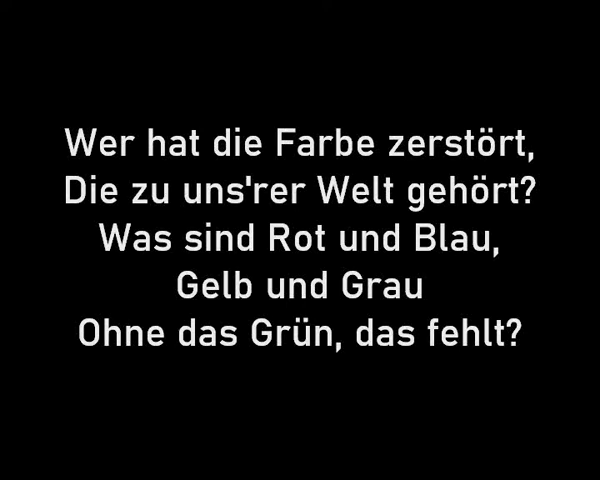 Wer hat die Farbe zerstört,
Die zu uns'rer Welt gehört?
Was sind Rot und Blau,
Gelb und Grau
Ohne das Grün, das fehlt?